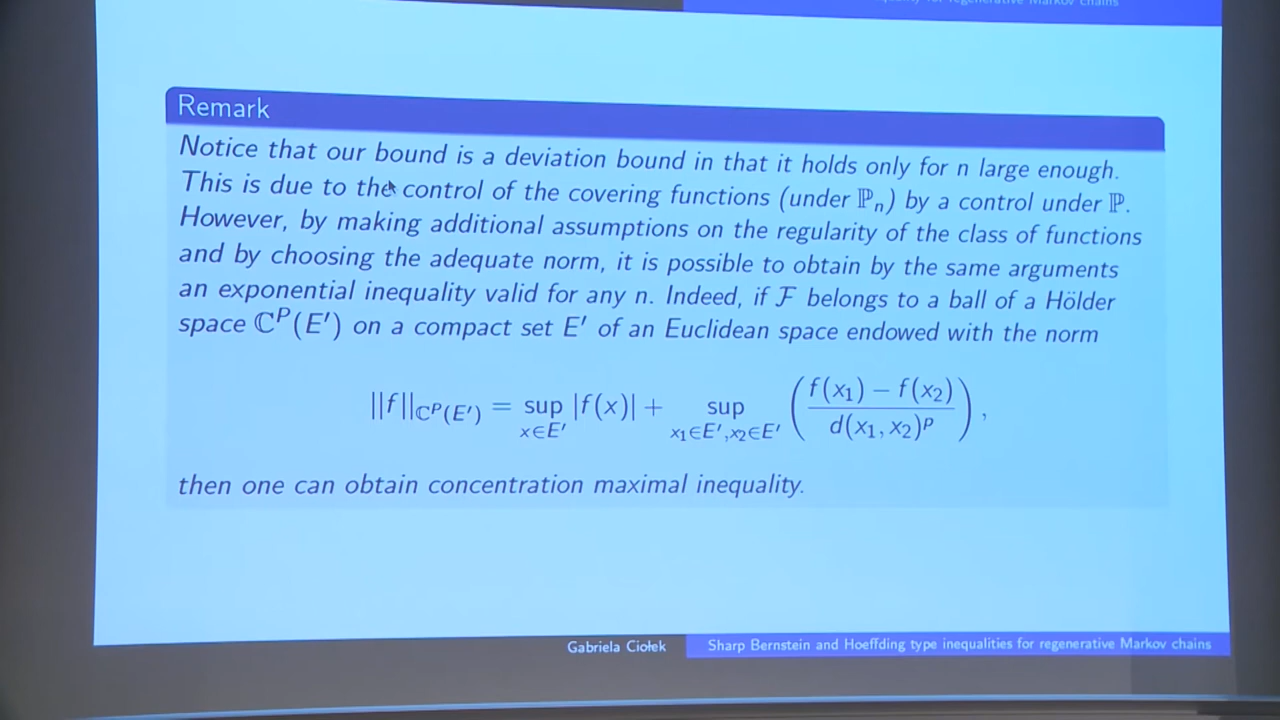 quality for regenerative Markov chains
Remark
Notice that our bound is a deviation bound in that it holds only for n large enough.
This is due to the control of the covering functions (under ℙₙ) by a control under ℙ.
However, by making additional assumptions on the regularity of the class of functions
and by choosing the adequate norm, it is possible to obtain by the same arguments
an exponential inequality valid for any n. Indeed, if ℱ belongs to a ball of a Hölder
space ℂᴾ(E′) on a compact set E′ of an Euclidean space endowed with the norm
||f||_{ℂᴾ(E′)} = sup_{x∈E′} |f(x)| + sup_{x₁∈E′,x₂∈E′} ( (f(x₁) − f(x₂)) / d(x₁, x₂)ᵖ ),
then one can obtain concentration maximal inequality.
Gabriela Ciołek
Sharp Bernstein and Hoeffding type inequalities for regenerative Markov chains